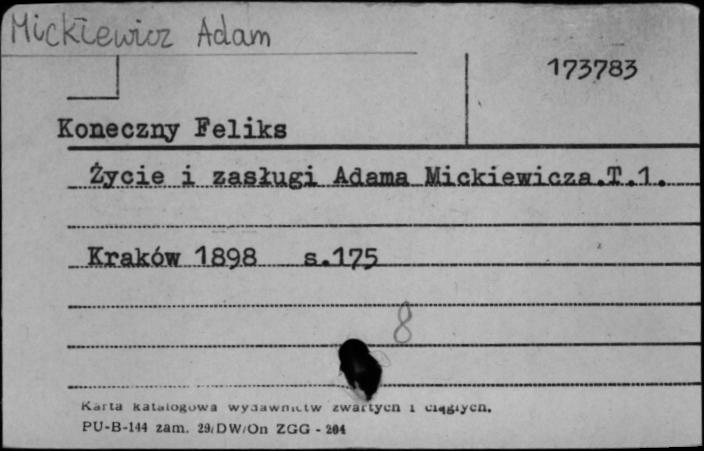 Mickiewicz Adam
173783
Koneczny Feliks
Życie i zasługi Adama Mickiewicza.T.1.
Kraków 1898 s.175
8
Karta katalogowa wydawnictw zwartych i ciągłych.
PU-B-144 zam. 29/DW/On ZGG - 204